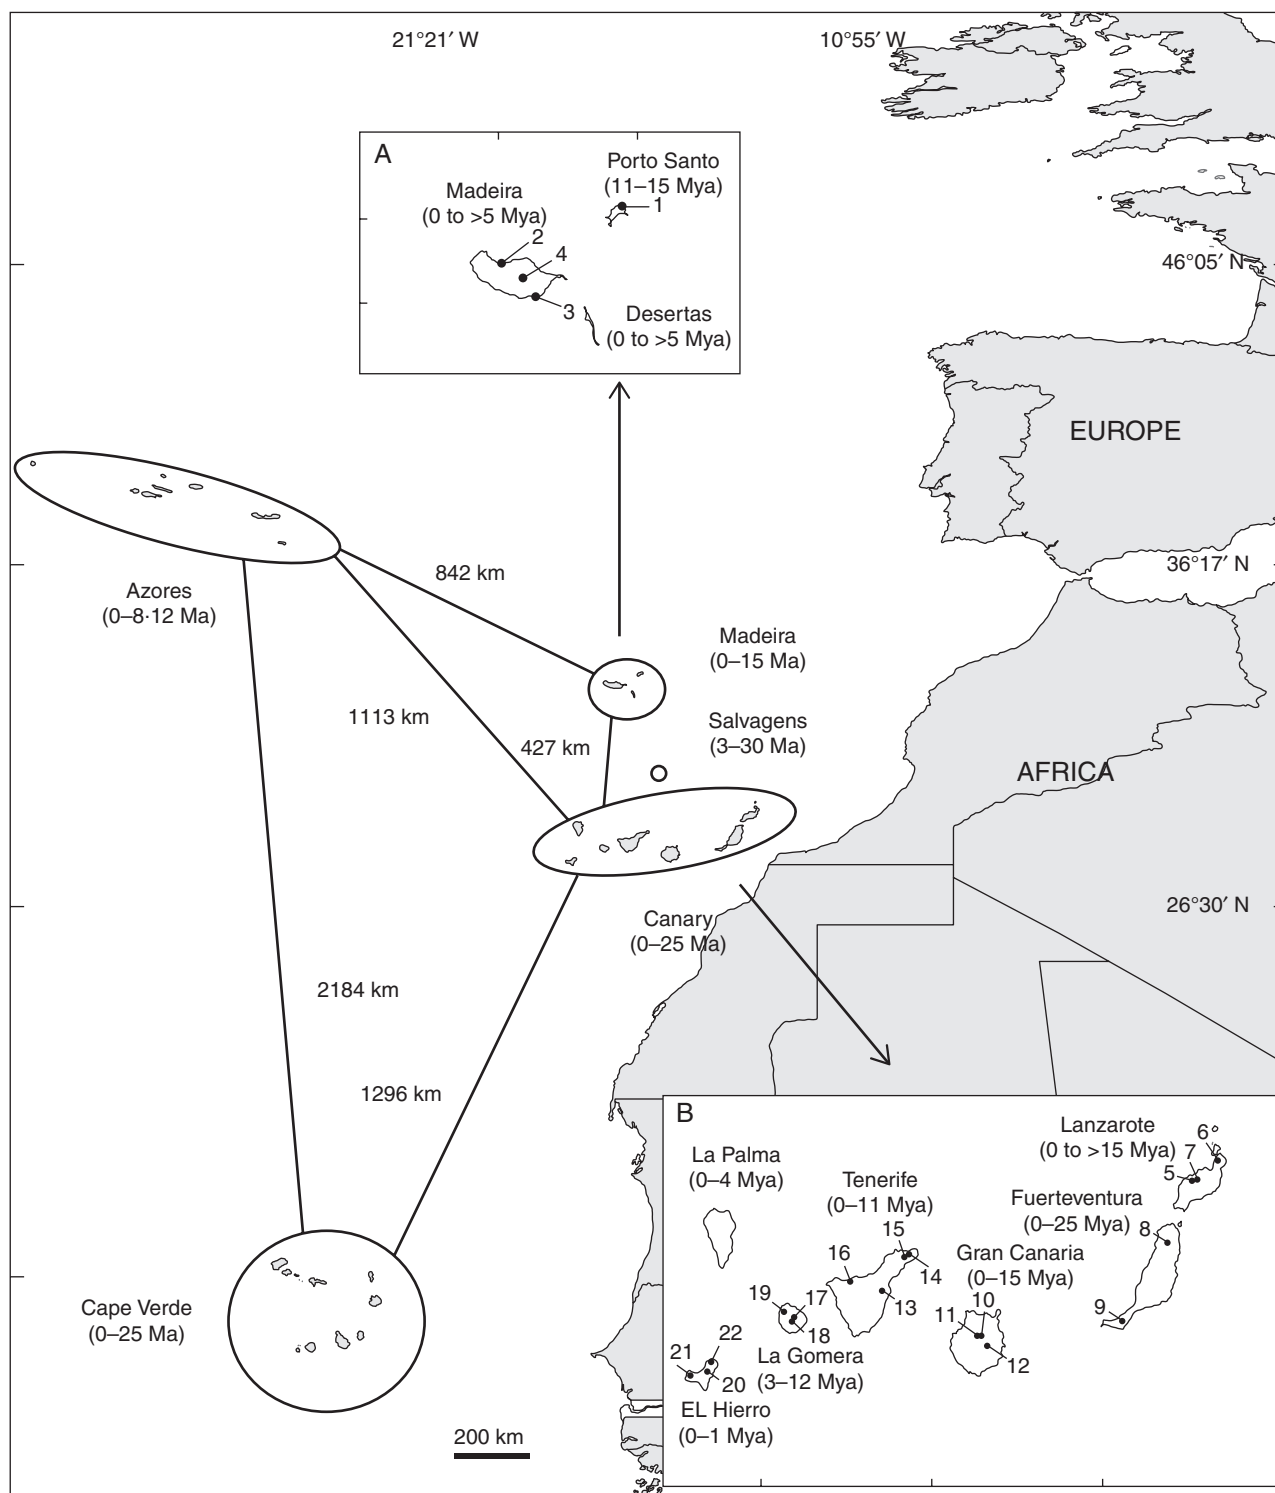 21°21′ W
10°55′ W
A
Porto Santo
(11–15 Mya)
1
Madeira
(0 to >5 Mya)
2
4
3
Desertas
(0 to >5 Mya)
46°05′ N
EUROPE
36°17′ N
842 km
Azores
(0–8·12 Ma)
Madeira
(0–15 Ma)
1113 km
427 km
Salvagens
(3–30 Ma)
AFRICA
26°30′ N
Canary
(0–25 Ma)
2184 km
1296 km
Cape Verde
(0–25 Ma)
200 km
B
La Palma
(0–4 Mya)
Tenerife
(0–11 Mya)
Lanzarote
(0 to >15 Mya)
6
7
5
Fuerteventura
(0–25 Mya)
8
9
15
14
16
13
Gran Canaria
(0–15 Mya)
10
11
12
19
17
18
La Gomera
(3–12 Mya)
22
21
20
EL Hierro
(0–1 Mya)